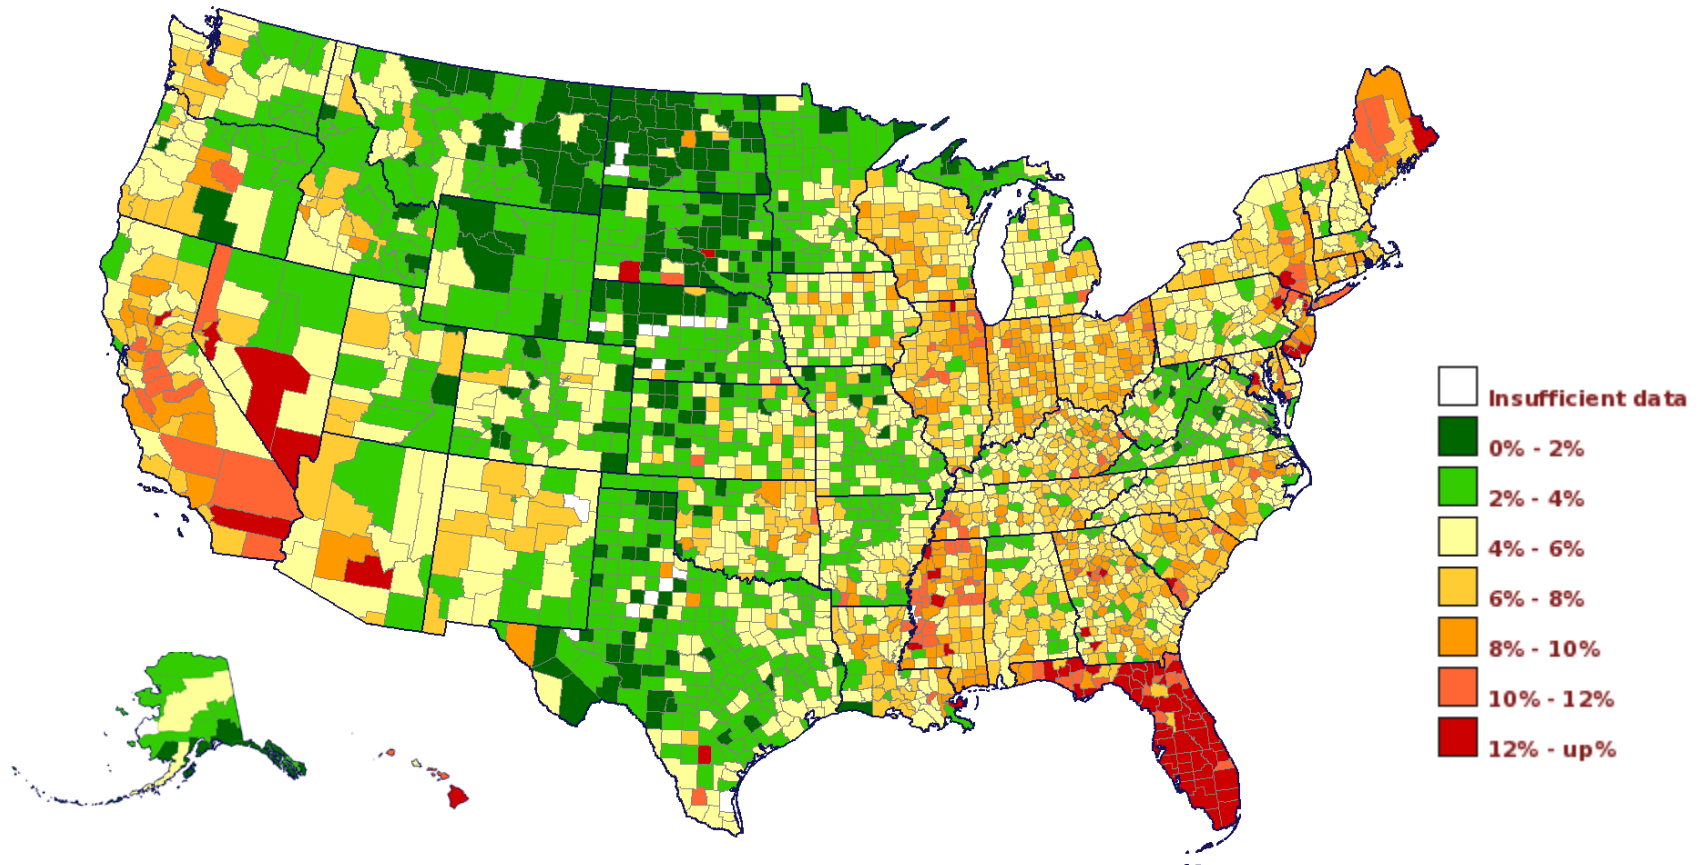 Insufficient data
0% - 2%
2% - 4%
4% - 6%
6% - 8%
8% - 10%
10% - 12%
12% - up%